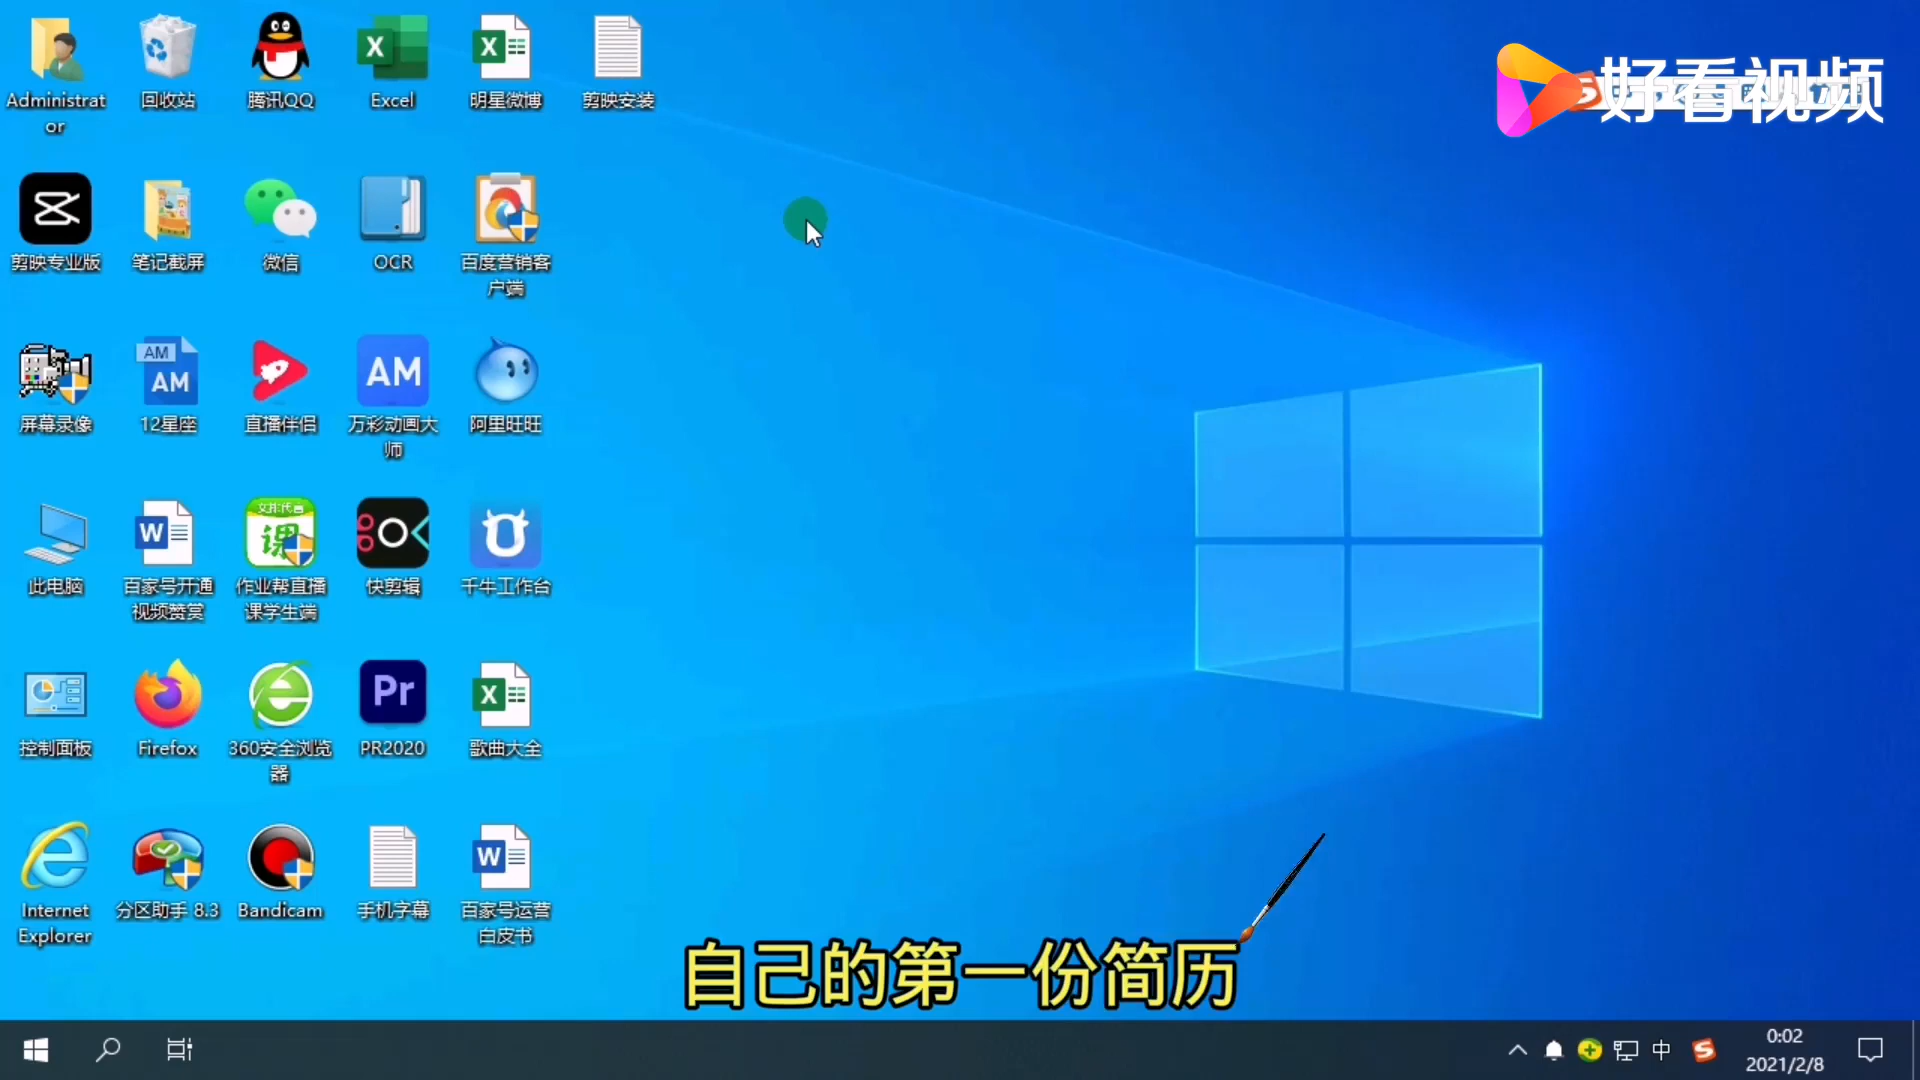 Administrat
or
回收站
腾讯QQ
Excel
明星微博
剪映安装
好看视频
剪映专业版
笔记截屏
微信
OCR
百度营销客
户端
AM
AM
AM
屏幕录像
12星座
直播伴侣
万彩动画大
师
阿里旺旺
课
此电脑
百家号开通
视频赞赏
作业帮直播
课学生端
快剪辑
千牛工作台
Pr
控制面板
Firefox
360安全浏览
器
PR2020
歌曲大全
Internet
Explorer
分区助手 8.3
Bandicam
手机字幕
百家号运营
白皮书
自己的第一份简历
中
0:02
2021/2/8